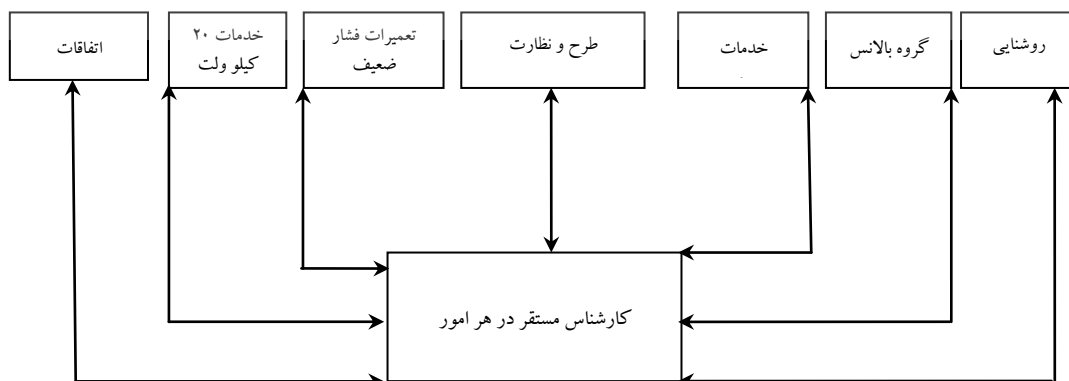 روشنایی
گروه بالانس
خدمات
طرح و نظارت
تعمیرات فشار
ضعیف
خدمات ۲۰
کیلو ولت
اتفاقات
کارشناس مستقر در هر امور